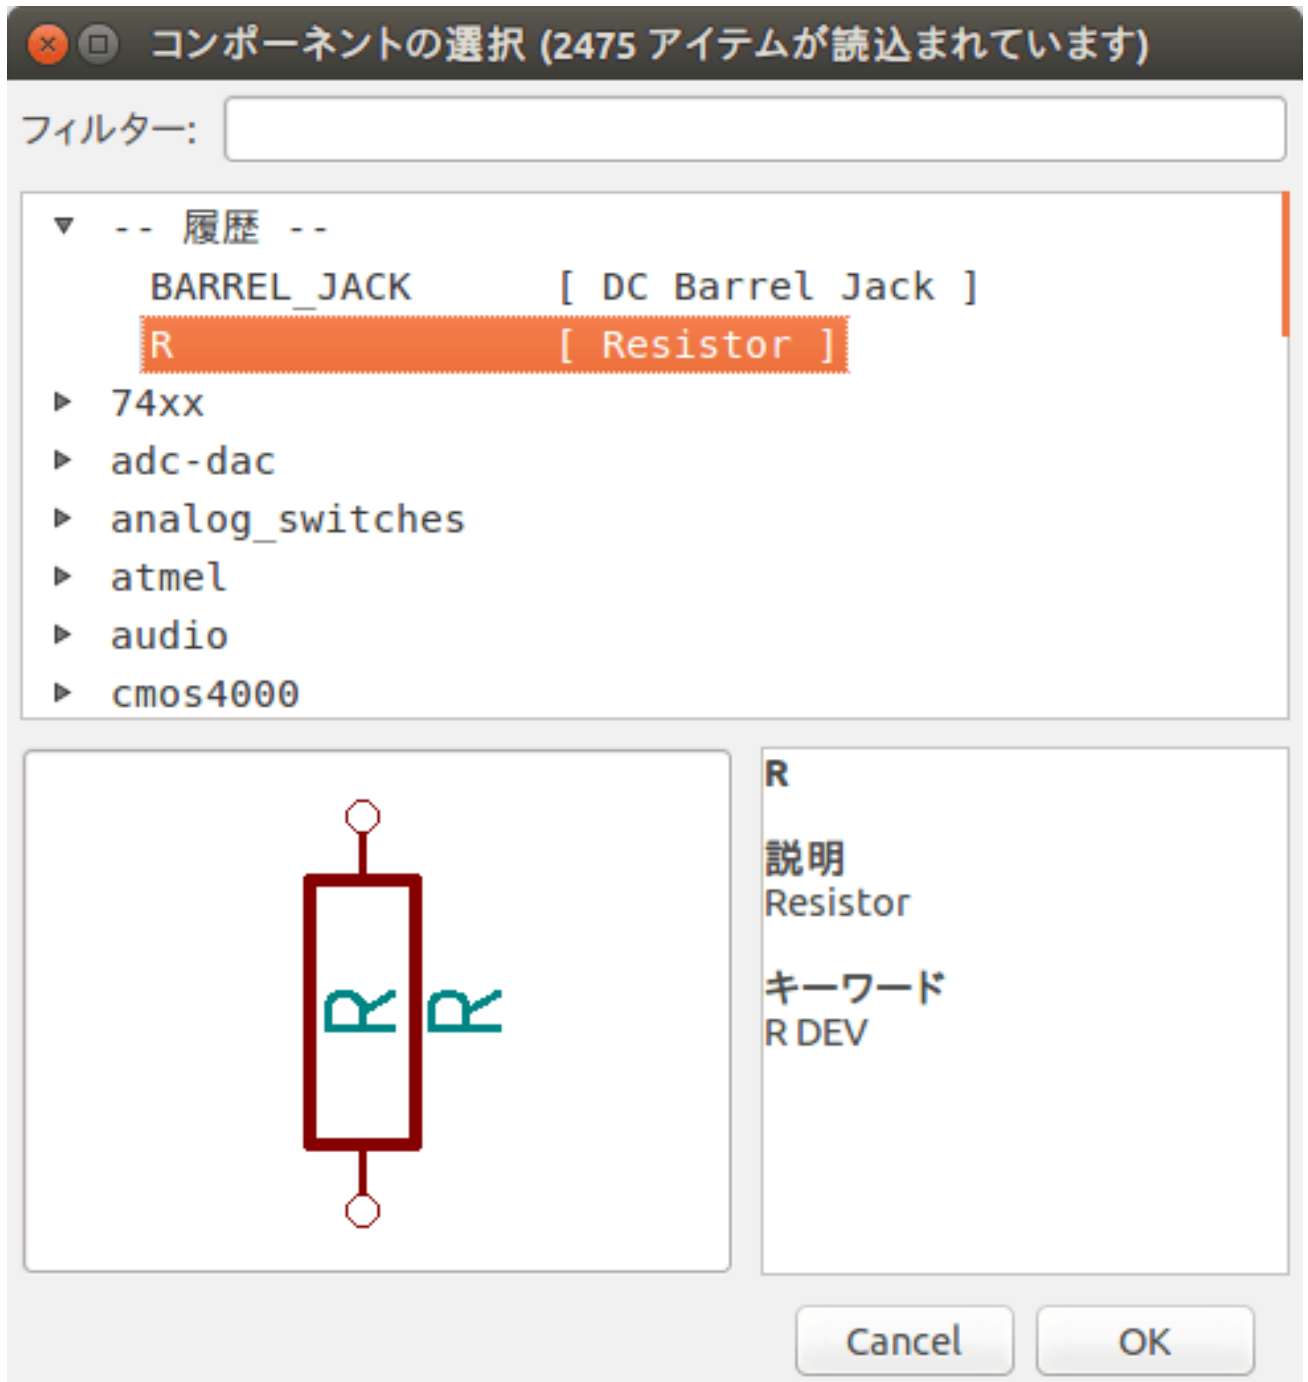 コンポーネントの選択 (2475 アイテムが読込まれています)
フィルター:
-- 履歴 --
BARREL_JACK [ DC Barrel Jack ]
R [ Resistor ]
74xx
adc-dac
analog_switches
atmel
audio
cmos4000
R
R
R
説明
Resistor
キーワード
R DEV
Cancel
OK